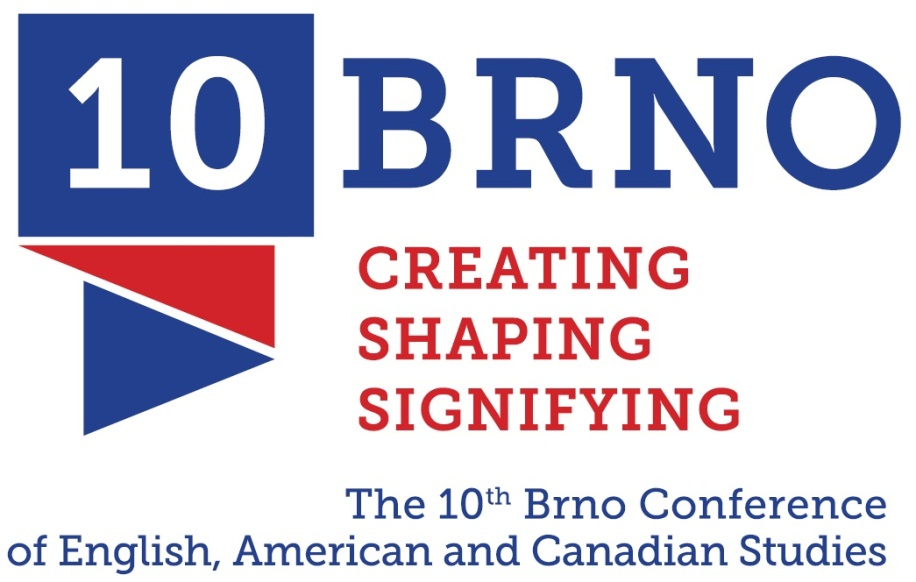 10 BRNO
CREATING
SHAPING
SIGNIFYING
The 10th Brno Conference
of English, American and Canadian Studies